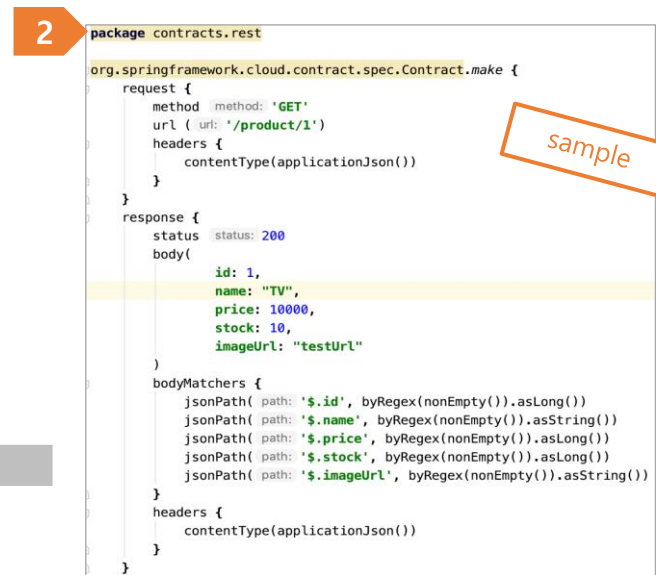 2
package contracts.rest
org.springframework.cloud.contract.spec.Contract.make {
request {
method method: 'GET'
url ( url: '/product/1')
headers {
contentType(applicationJson())
}
}
sample
response {
status status: 200
body(
id: 1,
name: "TV",
price: 10000,
stock: 10,
imageUrl: "testUrl"
)
bodyMatchers {
jsonPath( path: '$.id', byRegex(nonEmpty()).asLong())
jsonPath( path: '$.name', byRegex(nonEmpty()).asString())
jsonPath( path: '$.price', byRegex(nonEmpty()).asLong())
jsonPath( path: '$.stock', byRegex(nonEmpty()).asLong())
jsonPath( path: '$.imageUrl', byRegex(nonEmpty()).asString())
}
headers {
contentType(applicationJson())
}
}